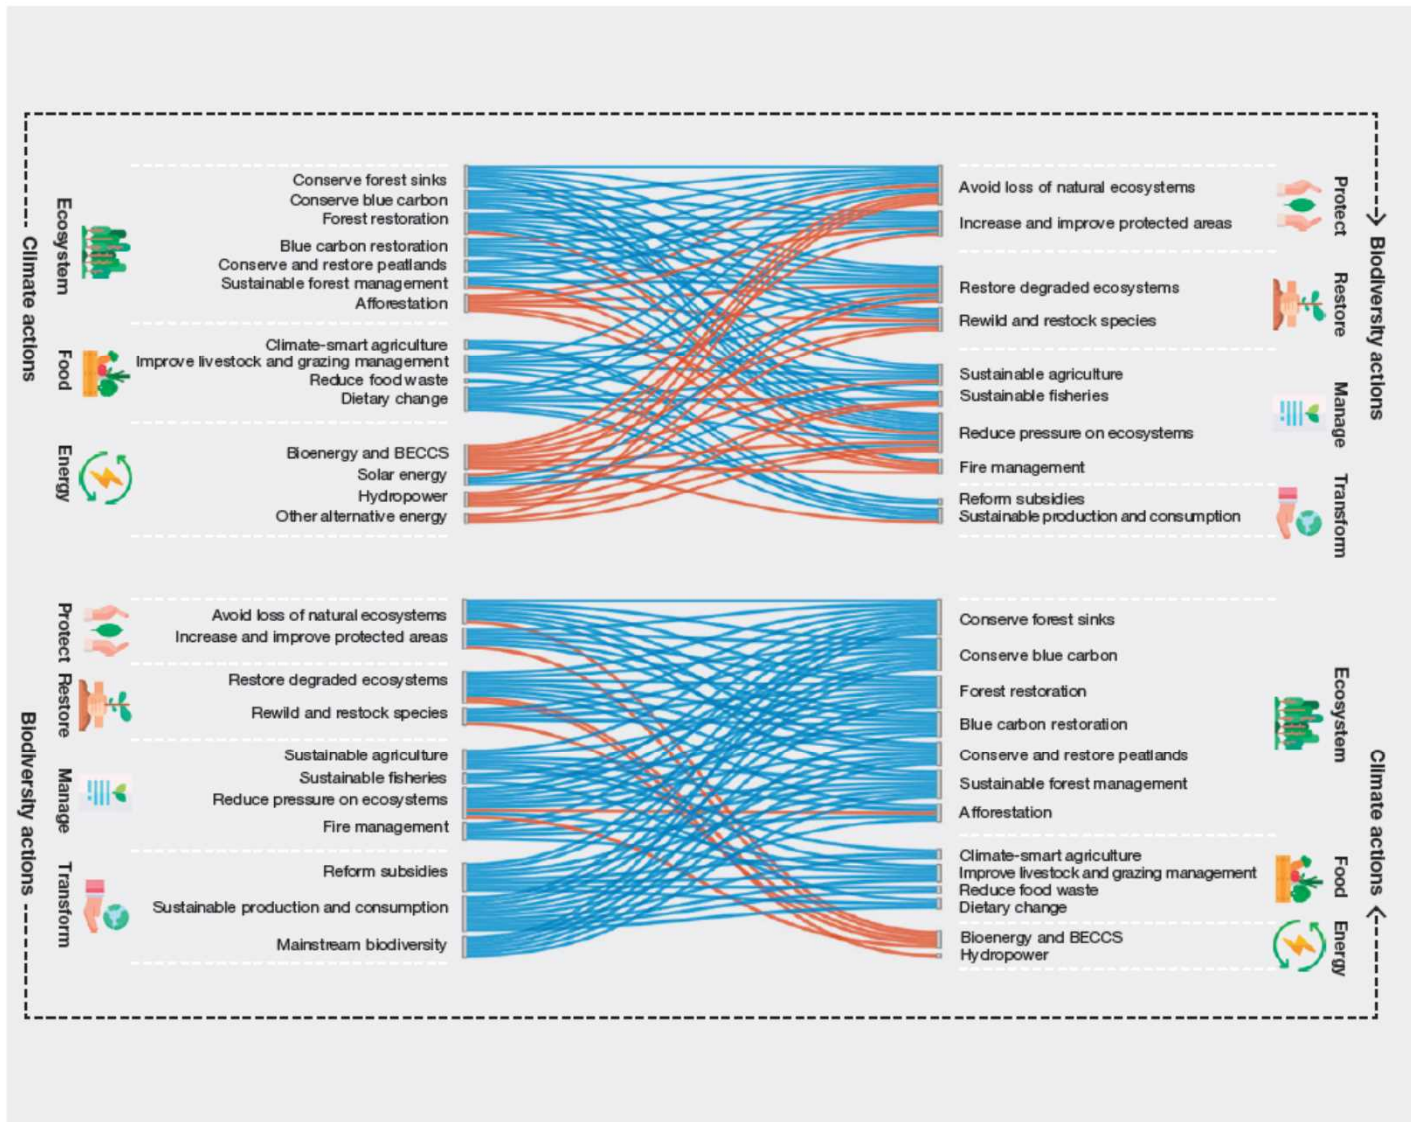 Climate actions
Ecosystem
Conserve forest sinks
Conserve blue carbon
Forest restoration
Blue carbon restoration
Conserve and restore peatlands
Sustainable forest management
Afforestation
Food
Climate-smart agriculture
Improve livestock and grazing management
Reduce food waste
Dietary change
Energy
Bioenergy and BECCS
Solar energy
Hydropower
Other alternative energy
Biodiversity actions
Protect
Avoid loss of natural ecosystems
Increase and improve protected areas
Restore
Restore degraded ecosystems
Rewild and restock species
Manage
Sustainable agriculture
Sustainable fisheries
Reduce pressure on ecosystems
Fire management
Transform
Reform subsidies
Sustainable production and consumption
Biodiversity actions
Protect
Avoid loss of natural ecosystems
Increase and improve protected areas
Restore
Restore degraded ecosystems
Rewild and restock species
Manage
Sustainable agriculture
Sustainable fisheries
Reduce pressure on ecosystems
Fire management
Transform
Reform subsidies
Sustainable production and consumption
Mainstream biodiversity
Climate actions
Ecosystem
Conserve forest sinks
Conserve blue carbon
Forest restoration
Blue carbon restoration
Conserve and restore peatlands
Sustainable forest management
Afforestation
Food
Climate-smart agriculture
Improve livestock and grazing management
Reduce food waste
Dietary change
Energy
Bioenergy and BECCS
Hydropower